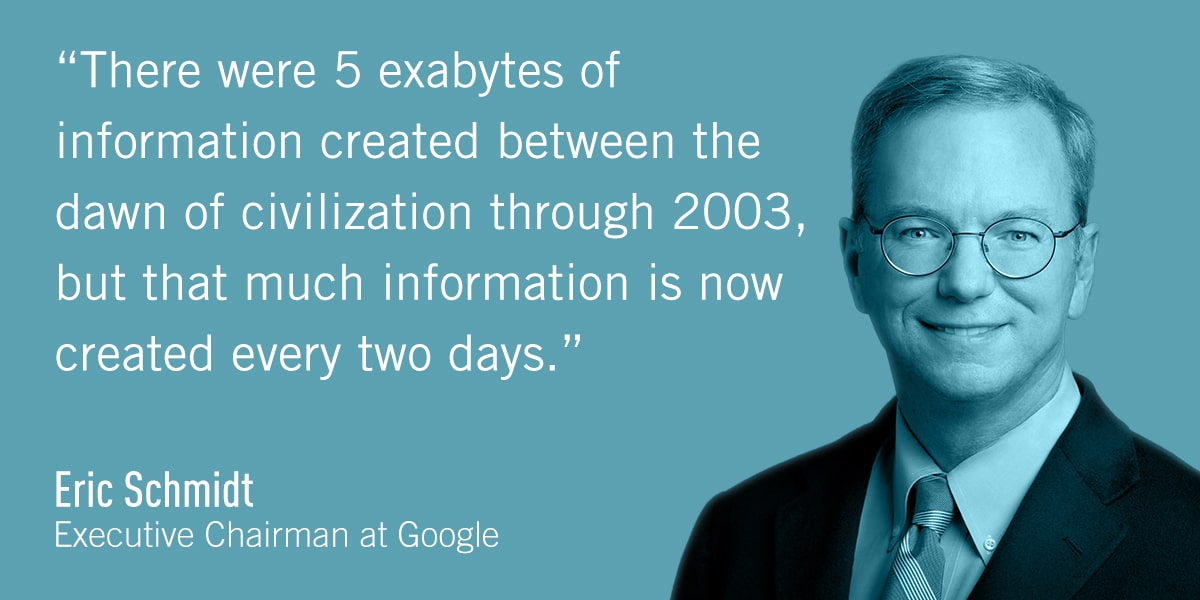 “There were 5 exabytes of
information created between the
dawn of civilization through 2003,
but that much information is now
created every two days.”
Eric Schmidt
Executive Chairman at Google